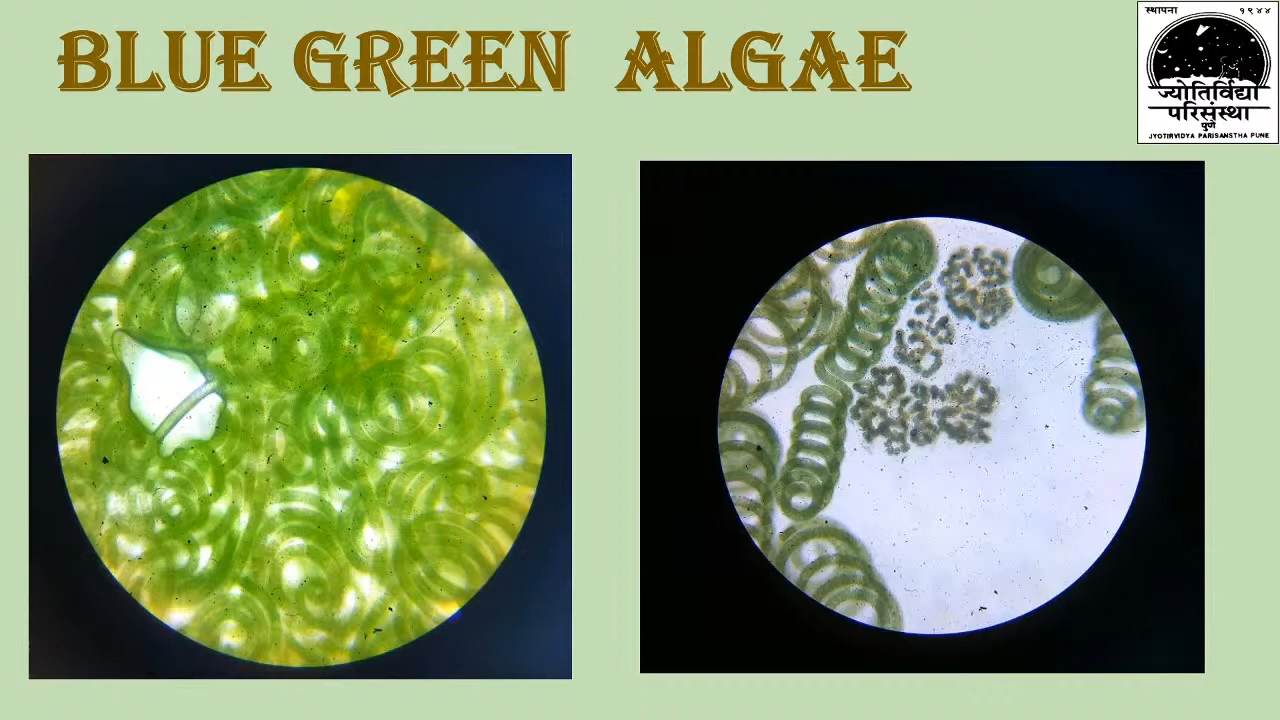 BLUE GREEN ALGAE
स्थापना १९४४
ज्योतिर्विद्या
परिसंस्था
पुणे
JYOTIRVIDYA PARISANSTHA PUNE